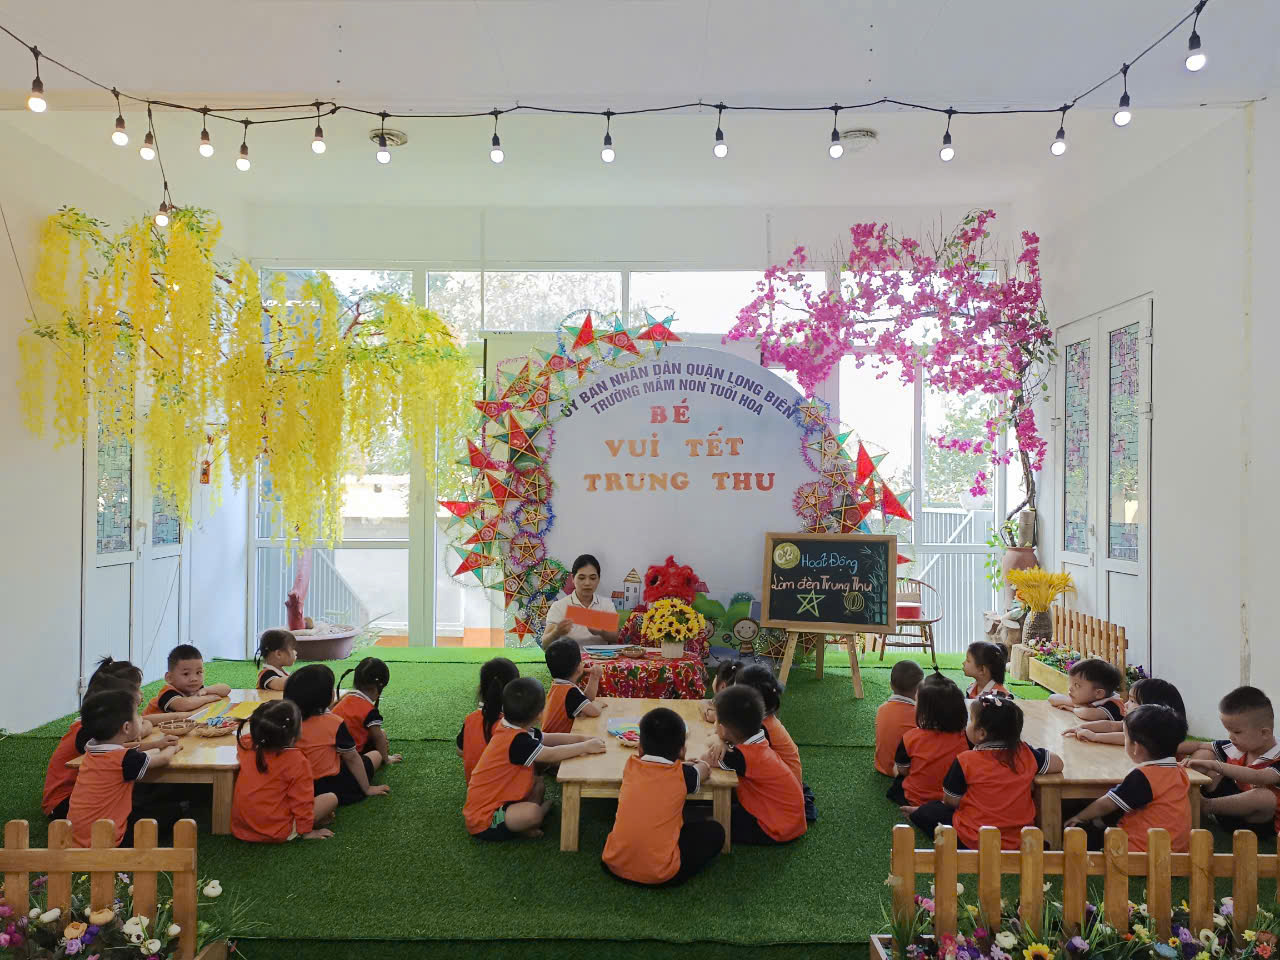 ỦY BAN NHÂN DÂN QUẬN LONG BIÊN
TRƯỜNG MẦM NON TUỔI HOA
BÉ
VUI TẾT
TRUNG THU
C2
Hoạt Động
Làm đèn Trung Thu